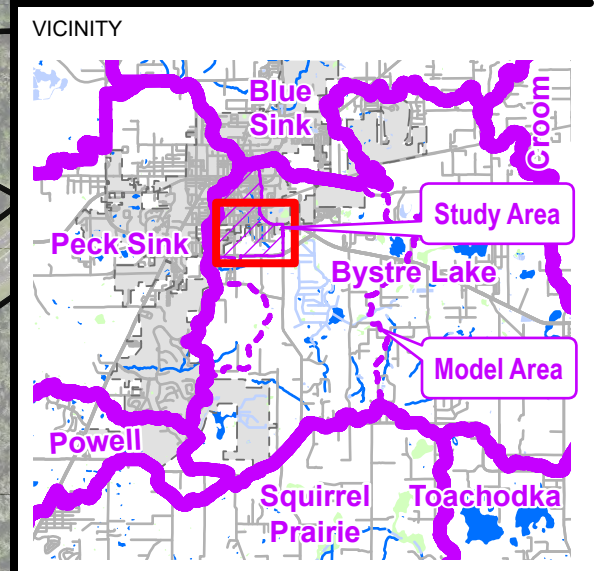 VICINITY
Blue
Sink
Croom
Study Area
Peck Sink
Bystre Lake
Model Area
Powell
Squirrel
Prairie
Toachodka